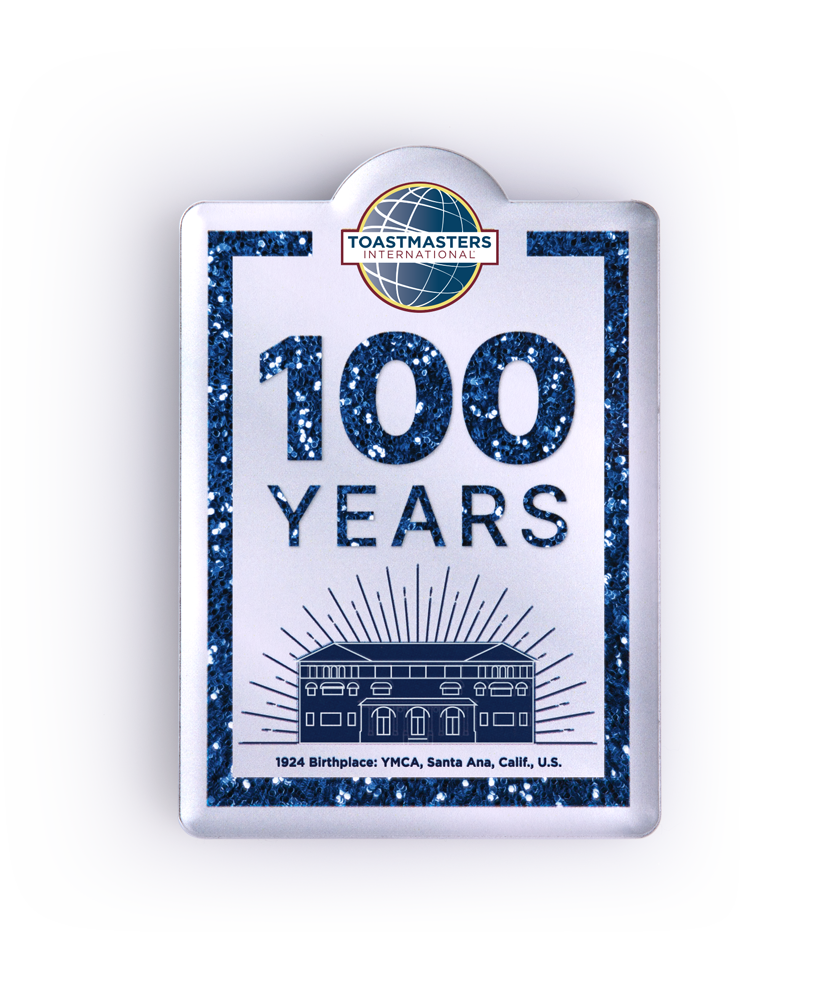 TOASTMASTERS
INTERNATIONAL
100
YEARS
1924 Birthplace: YMCA, Santa Ana, Calif., U.S.